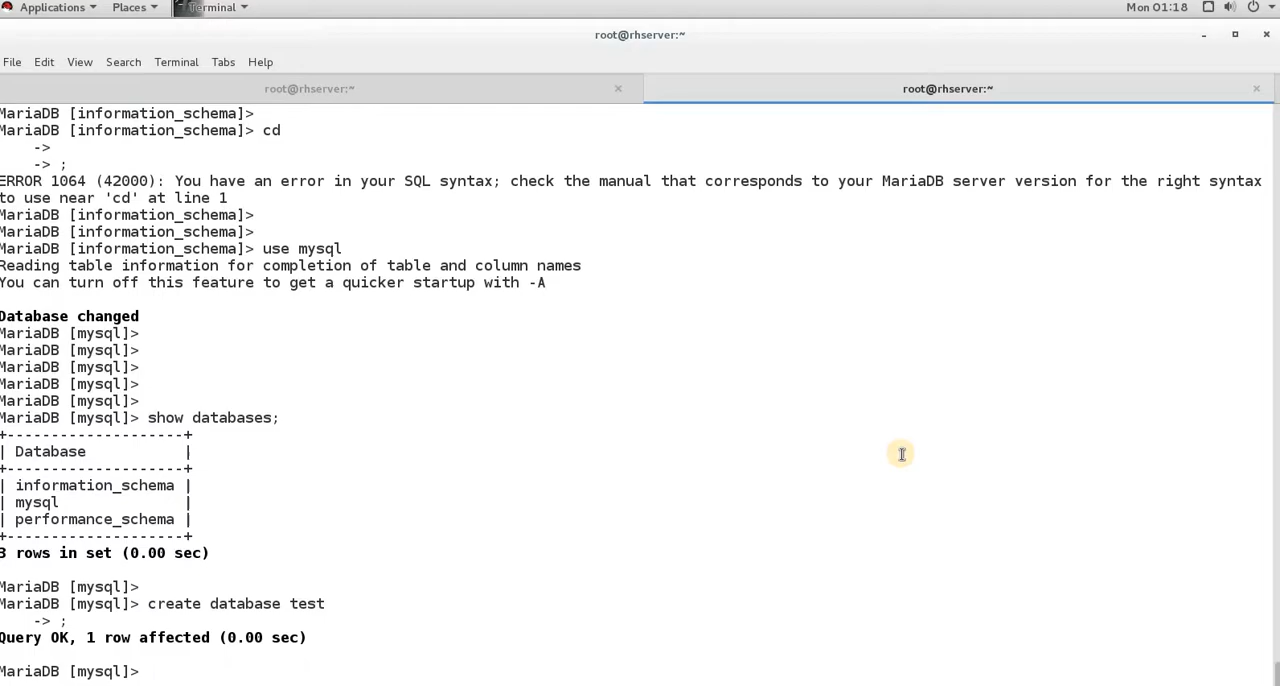 Applications Places Terminal Mon 01:18
root@rhserver:~
File Edit View Search Terminal Tabs Help
root@rhserver:~ × root@rhserver:~ ×
MariaDB [information_schema]>
MariaDB [information_schema]> cd
    ->
    -> ;
ERROR 1064 (42000): You have an error in your SQL syntax; check the manual that corresponds to your MariaDB server version for the right syntax
to use near 'cd' at line 1
MariaDB [information_schema]>
MariaDB [information_schema]>
MariaDB [information_schema]> use mysql
Reading table information for completion of table and column names
You can turn off this feature to get a quicker startup with -A
Database changed
MariaDB [mysql]>
MariaDB [mysql]>
MariaDB [mysql]>
MariaDB [mysql]>
MariaDB [mysql]>
MariaDB [mysql]> show databases;
+--------------------+
| Database           |
+--------------------+
| information_schema |
| mysql              |
| performance_schema |
+--------------------+
3 rows in set (0.00 sec)
MariaDB [mysql]>
MariaDB [mysql]> create database test
    -> ;
Query OK, 1 row affected (0.00 sec)
MariaDB [mysql]>